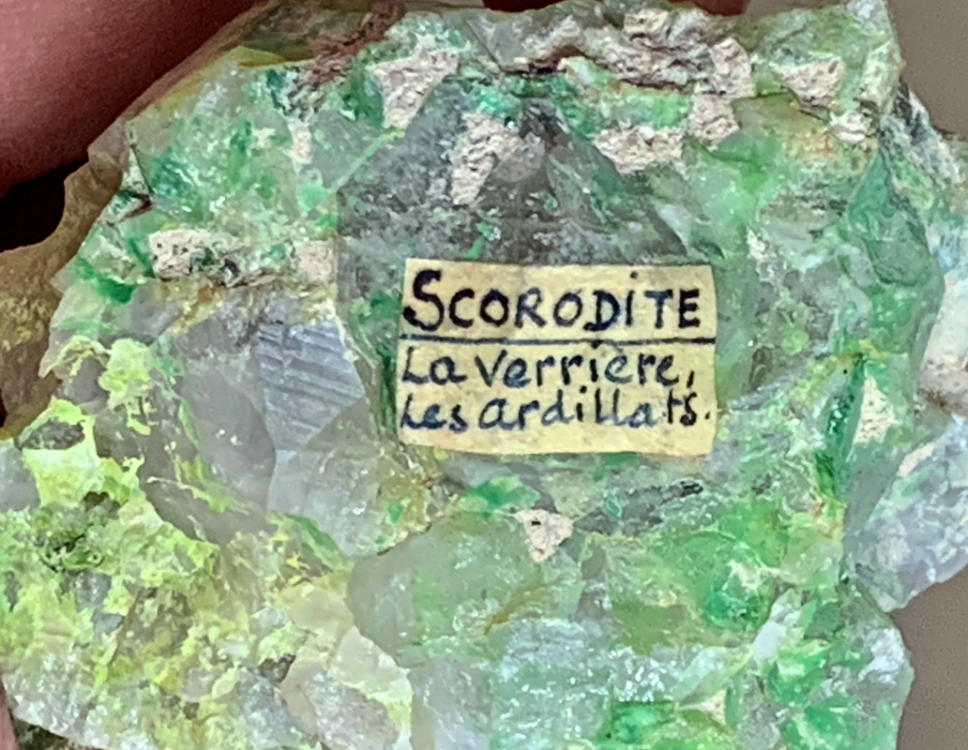 SCORODiTE
La Verrière,
Les ardillats.